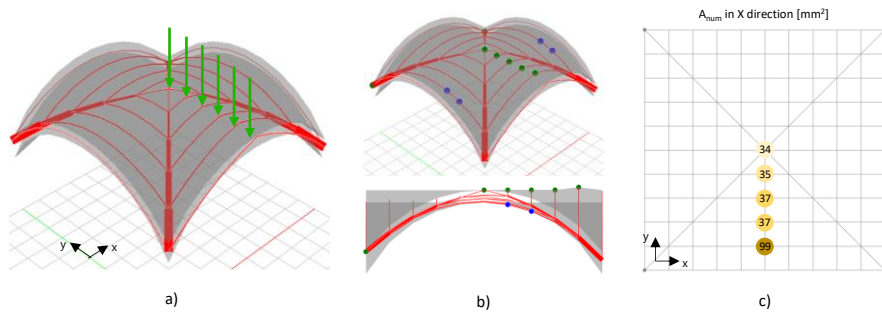 A_num in X direction [mm²]
34
35
37
37
99
y
x
y
x
a)
b)
c)